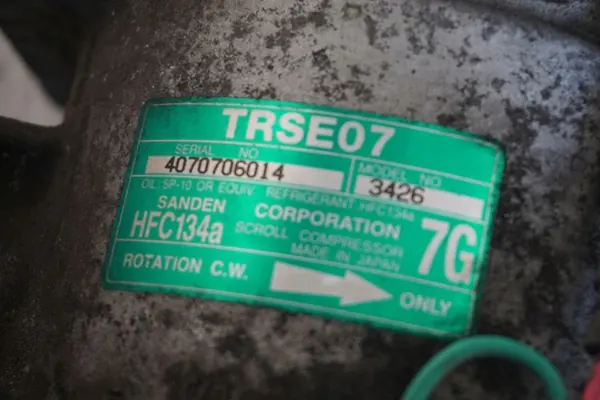 TRSE07
SERIAL NO
MODEL NO.
4070706014
3426
OIL: SP-10 OR EQUIV. REFRIGERANT HFC134a
SANDEN CORPORATION
HFC134a SCROLL COMPRESSOR
MADE IN JAPAN
7G
ROTATION C.W. ONLY